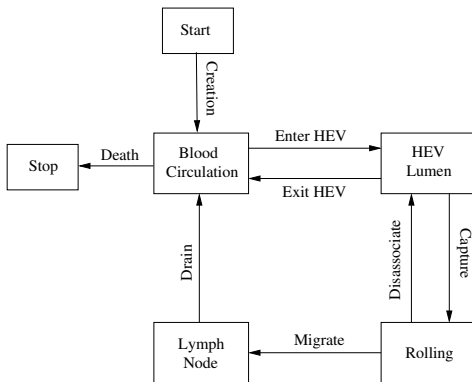 Start
Creation
Stop
Death
Blood
Circulation
Enter HEV
Exit HEV
HEV
Lumen
Drain
Disassociate
Capture
Lymph
Node
Migrate
Rolling